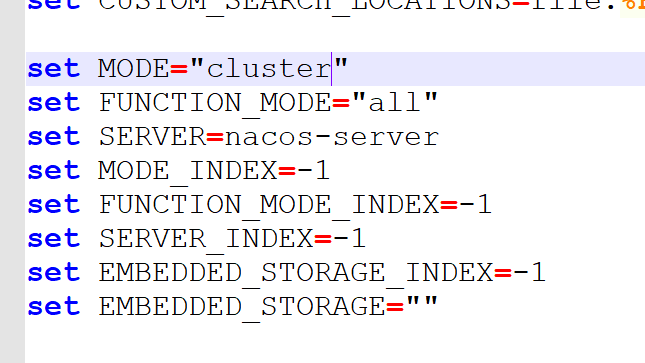 set CUSTOM_SEARCH_LOCATIONS=file:%
set MODE="cluster"
set FUNCTION_MODE="all"
set SERVER=nacos-server
set MODE_INDEX=-1
set FUNCTION_MODE_INDEX=-1
set SERVER_INDEX=-1
set EMBEDDED_STORAGE_INDEX=-1
set EMBEDDED_STORAGE=""